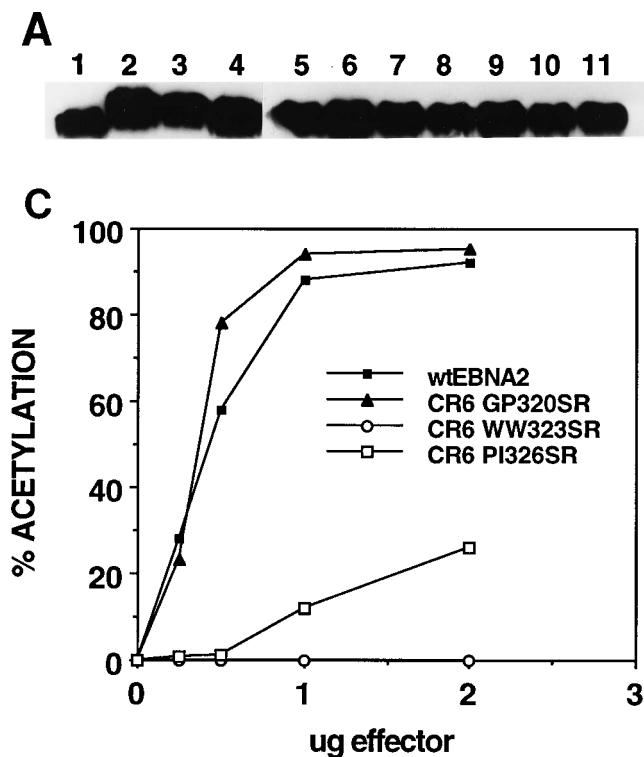 A
1 2 3 4 5 6 7 8 9 10 11
C
% ACETYLATION
100
80
60
40
20
0
wtEBNA2
CR6 GP320SR
CR6 WW323SR
CR6 PI326SR
0 1 2 3
ug effector